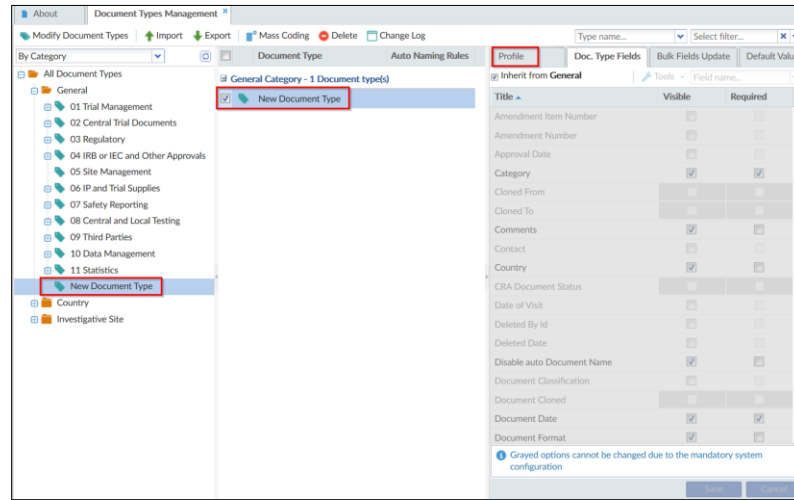 About
Document Types Management
Modify Document Types Import Export Mass Coding Delete Change Log Type name... Select filter...
By Category
Document Type Auto Naming Rules
Profile Doc. Type Fields Bulk Fields Update Default Valu
All Document Types
General
01 Trial Management
02 Central Trial Documents
03 Regulatory
04 IRB or IEC and Other Approvals
05 Site Management
06 IP and Trial Supplies
07 Safety Reporting
08 Central and Local Testing
09 Third Parties
10 Data Management
11 Statistics
New Document Type
Country
Investigative Site
General Category - 1 Document type(s)
New Document Type
Inherit from General Tools Field name...
Title Visible Required
Amendment Item Number
Amendment Number
Approval Date
Category
Cloned From
Cloned To
Comments
Contact
Country
CRA Document Status
Date of Visit
Deleted By Id
Deleted Date
Disable auto Document Name
Document Classification
Document Cloned
Document Date
Document Format
Grayed options cannot be changed due to the mandatory system
configuration
Save Cancel